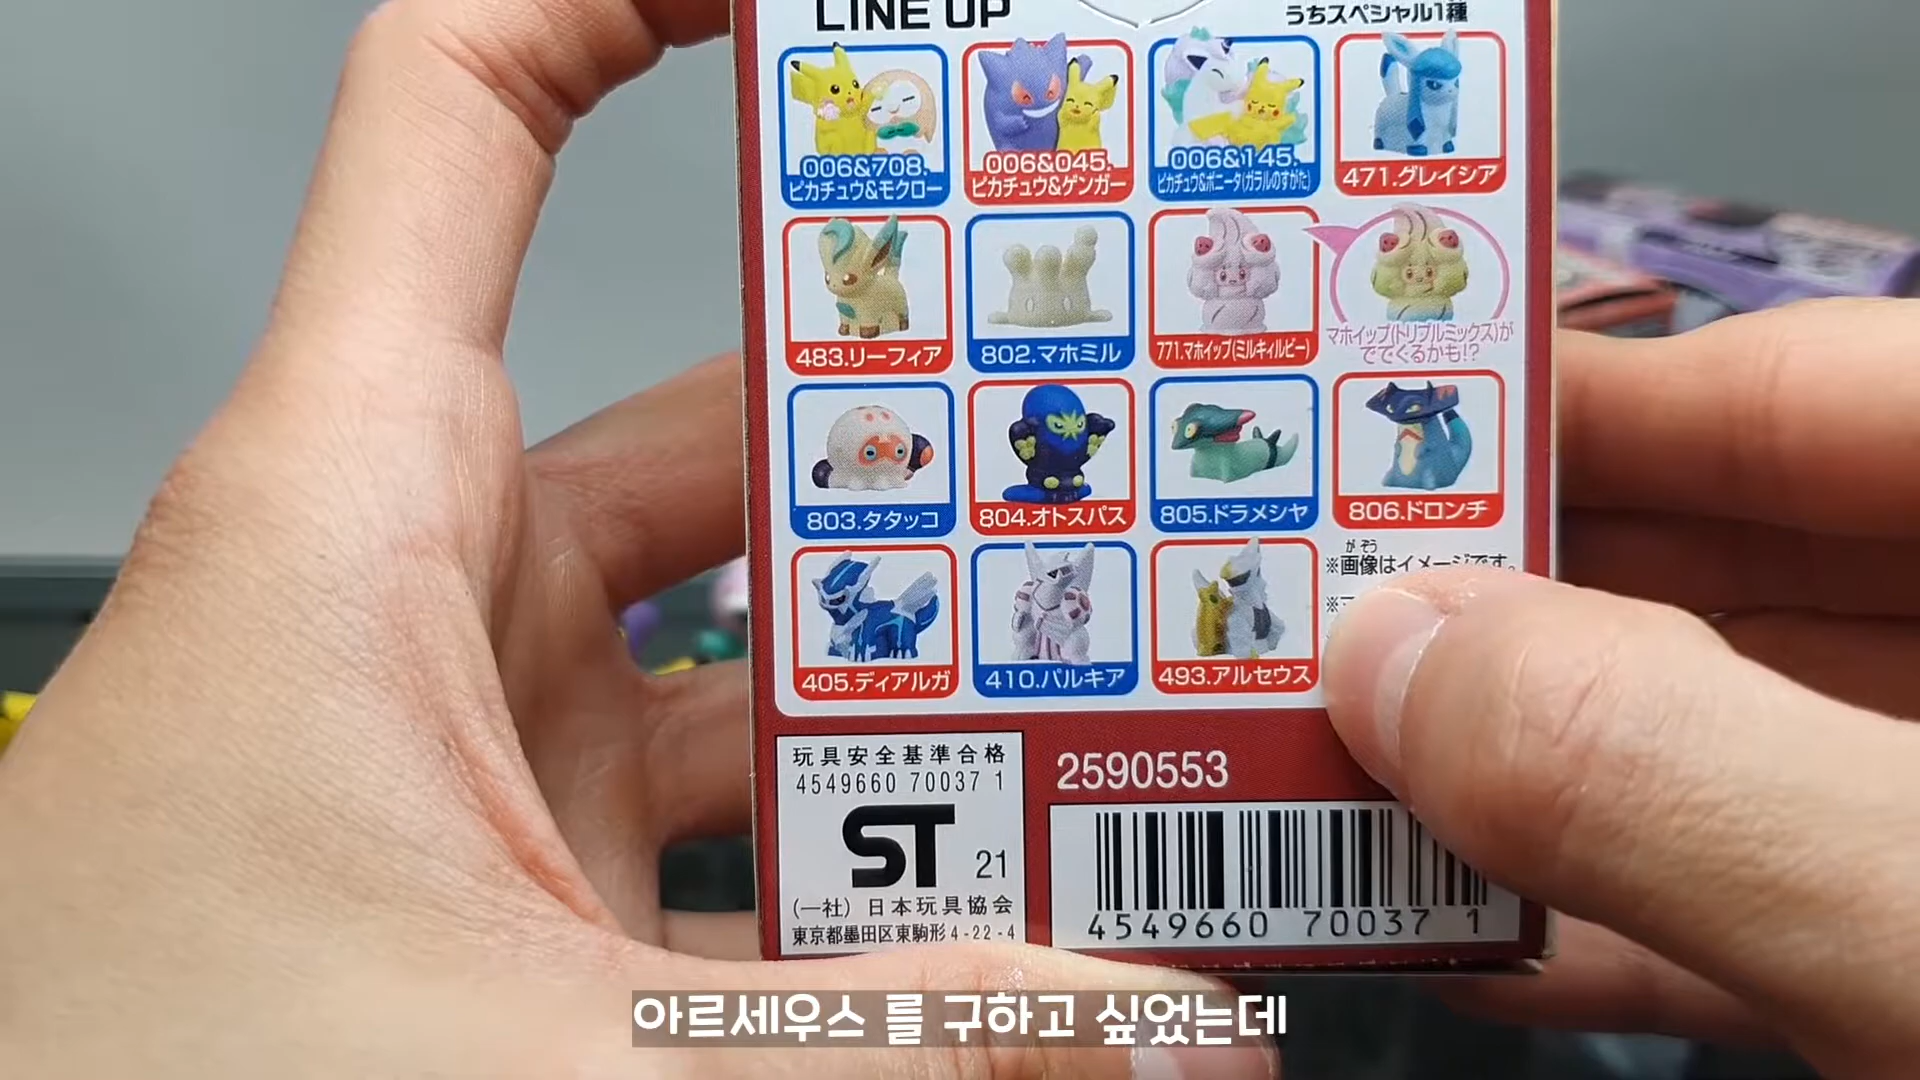 LINE UP
うちスペシャル1種
006&708.
ピカチュウ&モクロー
006&045.
ピカチュウ&ゲンガー
006&145.
ピカチュウ&ポニータ(ガラルのすがた)
471.グレイシア
483.リーフィア
802.マホミル
771.マホイップ(ミルキィルビー)
マホイップ(トリプルミックス)が
でてくるかも!?
803.タタッコ
804.オトスパス
805.ドラメシヤ
806.ドロンチ
405.ディアルガ
410.パルキア
493.アルセウス
がぞう
※画像はイメージです。
玩具安全基準合格
4549660 70037 1
ST 21
(一社) 日本玩具協会
東京都墨田区東駒形4-22-4
2590553
4549660 70037 1
아르세우스 를 구하고 싶었는데